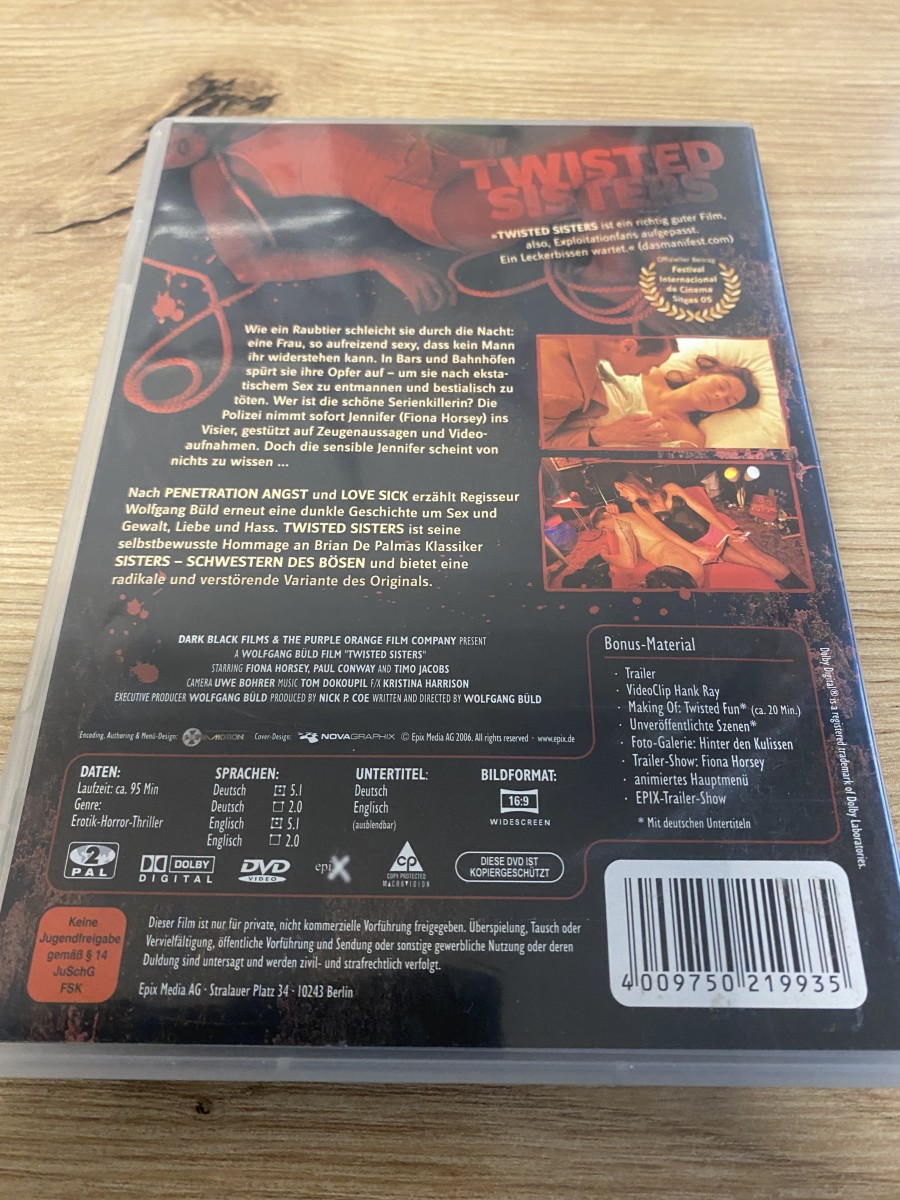 TWISTED
SISTERS
»TWISTED SISTERS ist ein richtig guter Film,
also, Exploitationfans aufgepasst.
Ein Leckerbissen wartet.« (dasmanifest.com)
Offizieller Beitrag
Festival
Internacional
de Cinema
Sitges 05
Wie ein Raubtier schleicht sie durch die Nacht:
eine Frau, so aufreizend sexy, dass kein Mann
ihr widerstehen kann. In Bars und Bahnhöfen
spürt sie ihre Opfer auf – um sie nach eksta-
tischem Sex zu entmannen und bestialisch zu
töten. Wer ist die schöne Serienkillerin? Die
Polizei nimmt sofort Jennifer (Fiona Horsey) ins
Visier, gestützt auf Zeugenaussagen und Video-
aufnahmen. Doch die sensible Jennifer scheint von
nichts zu wissen ...
Nach PENETRATION ANGST und LOVE SICK erzählt Regisseur
Wolfgang Büld erneut eine dunkle Geschichte um Sex und
Gewalt, Liebe und Hass. TWISTED SISTERS ist seine
selbstbewusste Hommage an Brian De Palmas Klassiker
SISTERS – SCHWESTERN DES BÖSEN und bietet eine
radikale und verstörende Variante des Originals.
DARK BLACK FILMS & THE PURPLE ORANGE FILM COMPANY PRESENT
A WOLFGANG BÜLD FILM "TWISTED SISTERS"
STARRING FIONA HORSEY, PAUL CONWAY AND TIMO JACOBS
CAMERA UWE BOHRER MUSIC TOM DOKOUPIL F/X KRISTINA HARRISON
EXECUTIVE PRODUCER WOLFGANG BÜLD PRODUCED BY NICK P. COE WRITTEN AND DIRECTED BY WOLFGANG BÜLD
Encoding, Authoring & Menü-Design: INMOTION Cover-Design: NOVAGRAPHIX © Epix Media AG 2006. All rights reserved · www.epix.de
Bonus-Material
· Trailer
· VideoClip Hank Ray
· Making Of: Twisted Fun* (ca. 20 Min.)
· Unveröffentlichte Szenen*
· Foto-Galerie: Hinter den Kulissen
· Trailer-Show: Fiona Horsey
· animiertes Hauptmenü
· EPIX-Trailer-Show
* Mit deutschen Untertiteln
Dolby Digital® is a registered trademark of Dolby Laboratories.
DATEN:
Laufzeit: ca. 95 Min
Genre:
Erotik-Horror-Thriller
SPRACHEN:
Deutsch 5.1
Deutsch 2.0
Englisch 5.1
Englisch 2.0
UNTERTITEL:
Deutsch
Englisch
(ausblendbar)
BILDFORMAT:
16:9
WIDESCREEN
2
PAL
DOLBY
DIGITAL
DVD
VIDEO
epiX
CP
COPY PROTECTED
MACROVISION
DIESE DVD IST
KOPIERGESCHÜTZT
Keine
Jugendfreigabe
gemäß § 14
JuSchG
FSK
Dieser Film ist nur für private, nicht kommerzielle Vorführung freigegeben. Überspielung, Tausch oder
Vervielfältigung, öffentliche Vorführung und Sendung oder sonstige gewerbliche Nutzung oder deren
Duldung sind untersagt und werden zivil- und strafrechtlich verfolgt.
Epix Media AG · Stralauer Platz 34 · 10243 Berlin
4 009750 219935